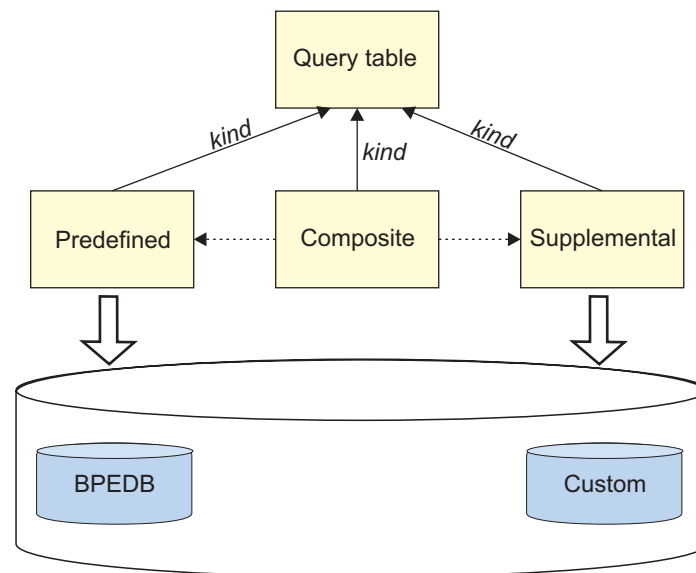 Query table
kind
kind
kind
Predefined
Composite
Supplemental
BPEDB
Custom